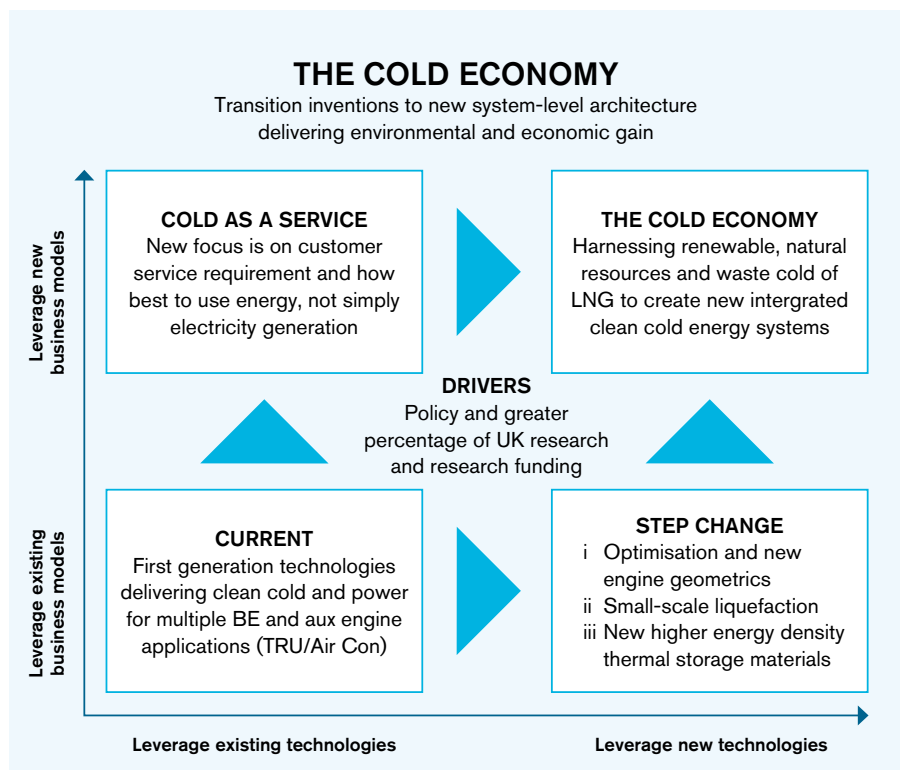 THE COLD ECONOMY
Transition inventions to new system-level architecture
delivering environmental and economic gain
Leverage new
business models
COLD AS A SERVICE
New focus is on customer
service requirement and how
best to use energy, not simply
electricity generation
THE COLD ECONOMY
Harnessing renewable, natural
resources and waste cold of
LNG to create new intergrated
clean cold energy systems
DRIVERS
Policy and greater
percentage of UK research
and research funding
Leverage existing
business models
CURRENT
First generation technologies
delivering clean cold and power
for multiple BE and aux engine
applications (TRU/Air Con)
STEP CHANGE
i Optimisation and new
engine geometrics
ii Small-scale liquefaction
iii New higher energy density
thermal storage materials
Leverage existing technologies
Leverage new technologies